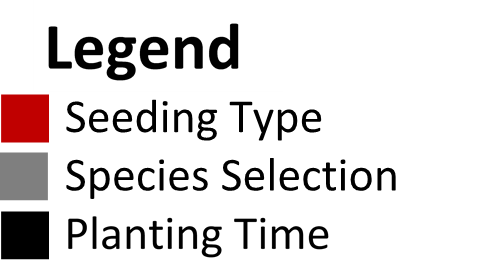 Legend
Seeding Type
Species Selection
Planting Time